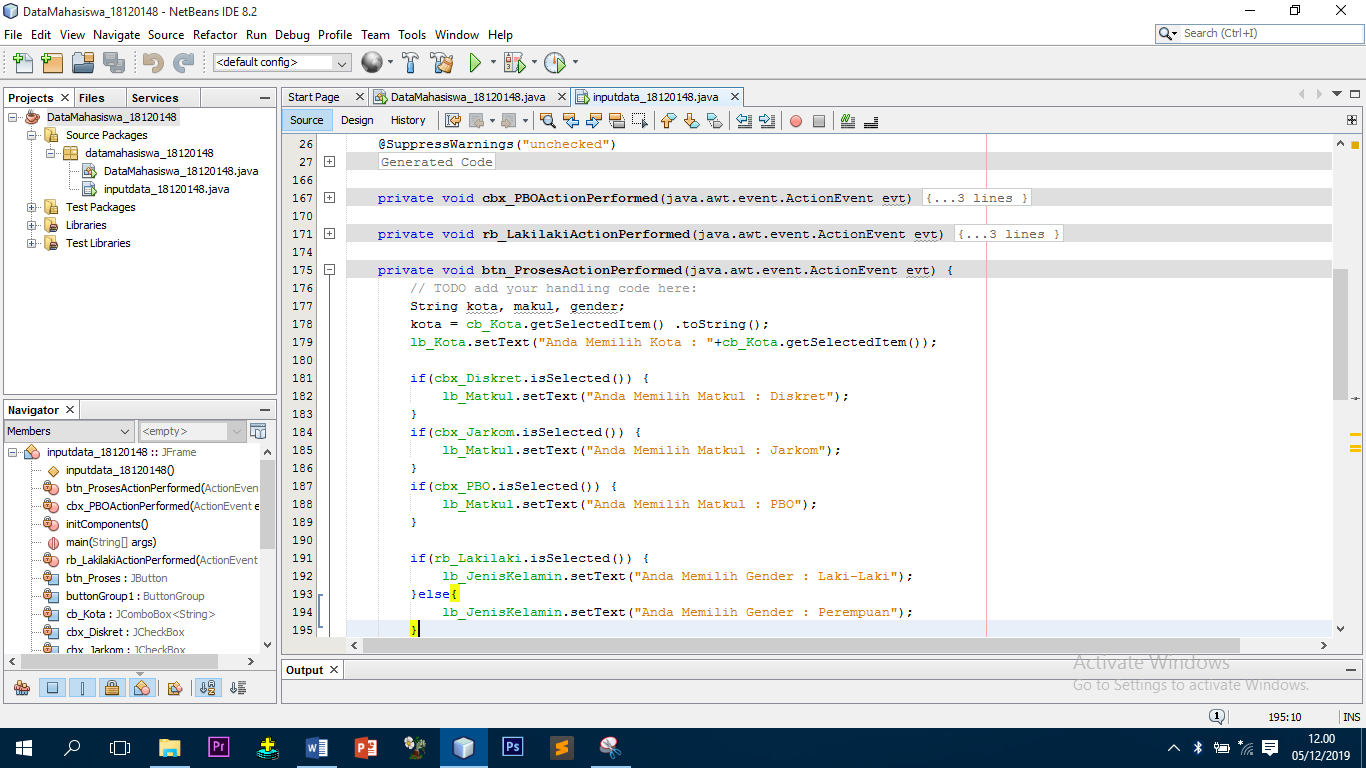 DataMahasiswa_18120148 - NetBeans IDE 8.2
File Edit View Navigate Source Refactor Run Debug Profile Team Tools Window Help
Search (Ctrl+I)
<default config>
Projects Files Services
DataMahasiswa_18120148
Source Packages
datamahasiswa_18120148
DataMahasiswa_18120148.java
inputdata_18120148.java
Test Packages
Libraries
Test Libraries
Navigator
Members <empty>
inputdata_18120148 :: JFrame
inputdata_18120148()
btn_ProsesActionPerformed(ActionEven
cbx_PBOActionPerformed(ActionEvent e
initComponents()
main(String[] args)
rb_LakilakiActionPerformed(ActionEvent
btn_Proses : JButton
buttonGroup1 : ButtonGroup
cb_Kota : JComboBox<String>
cbx_Diskret : JCheckBox
cbx_Jarkom : JCheckBox
Start Page DataMahasiswa_18120148.java inputdata_18120148.java
Source Design History
26 @SuppressWarnings("unchecked")
27 Generated Code
166
167 private void cbx_PBOActionPerformed(java.awt.event.ActionEvent evt) {...3 lines }
170
171 private void rb_LakilakiActionPerformed(java.awt.event.ActionEvent evt) {...3 lines }
174
175 private void btn_ProsesActionPerformed(java.awt.event.ActionEvent evt) {
176 // TODO add your handling code here:
177 String kota, makul, gender;
178 kota = cb_Kota.getSelectedItem() .toString();
179 lb_Kota.setText("Anda Memilih Kota : "+cb_Kota.getSelectedItem());
180
181 if(cbx_Diskret.isSelected()) {
182 lb_Matkul.setText("Anda Memilih Matkul : Diskret");
183 }
184 if(cbx_Jarkom.isSelected()) {
185 lb_Matkul.setText("Anda Memilih Matkul : Jarkom");
186 }
187 if(cbx_PBO.isSelected()) {
188 lb_Matkul.setText("Anda Memilih Matkul : PBO");
189 }
190
191 if(rb_Lakilaki.isSelected()) {
192 lb_JenisKelamin.setText("Anda Memilih Gender : Laki-Laki");
193 }else{
194 lb_JenisKelamin.setText("Anda Memilih Gender : Perempuan");
195 }
Output
Activate Windows
Go to Settings to activate Windows.
1 195:10 INS
Pr W P Ps S
12.00
05/12/2019